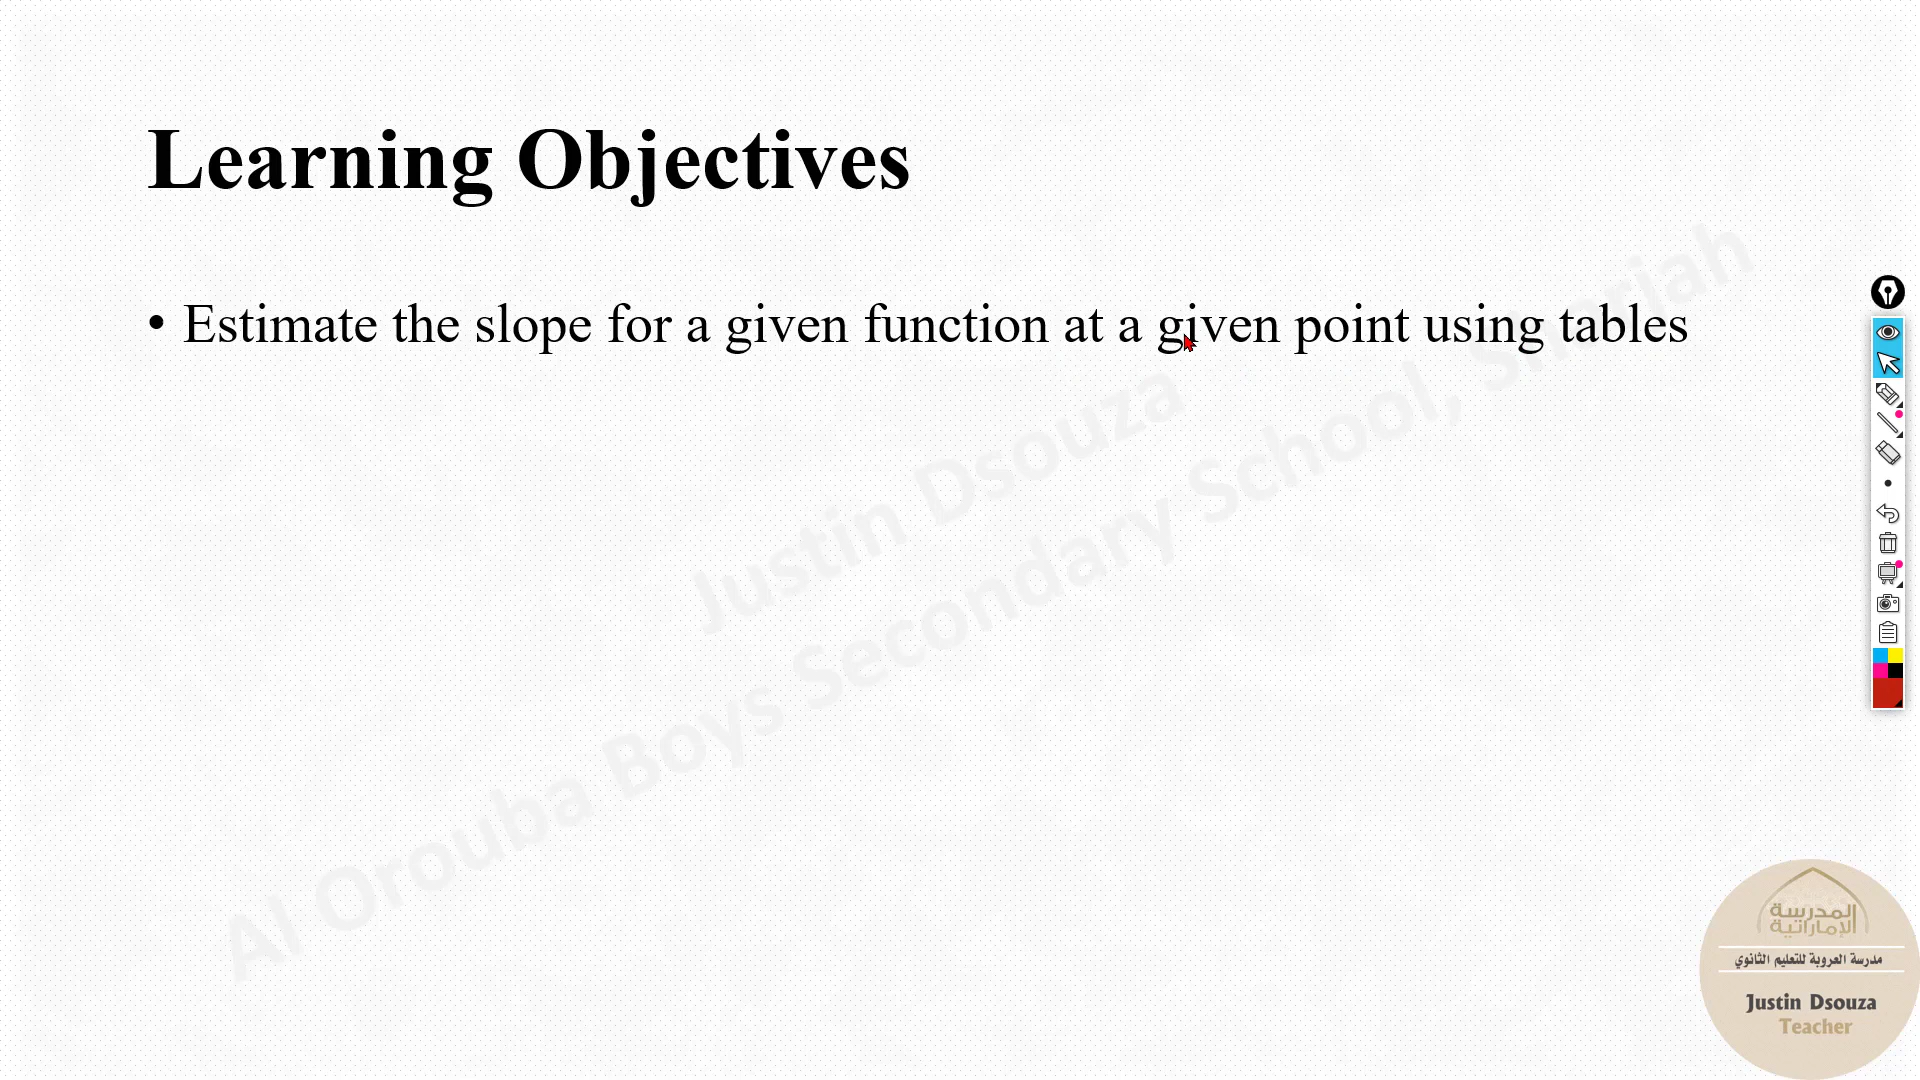 Learning Objectives
• Estimate the slope for a given function at a given point using tables
Justin Dsouza
Al Orouba Boys Secondary School, Sharjah
المدرسة
الإماراتية
مدرسة العروبة للتعليم الثانوي
Justin Dsouza
Teacher